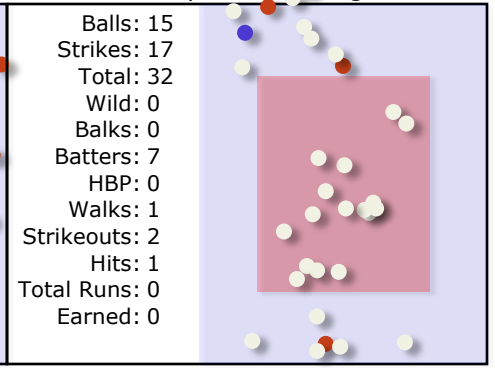 Balls: 15
Strikes: 17
Total: 32
Wild: 0
Balks: 0
Batters: 7
HBP: 0
Walks: 1
Strikeouts: 2
Hits: 1
Total Runs: 0
Earned: 0